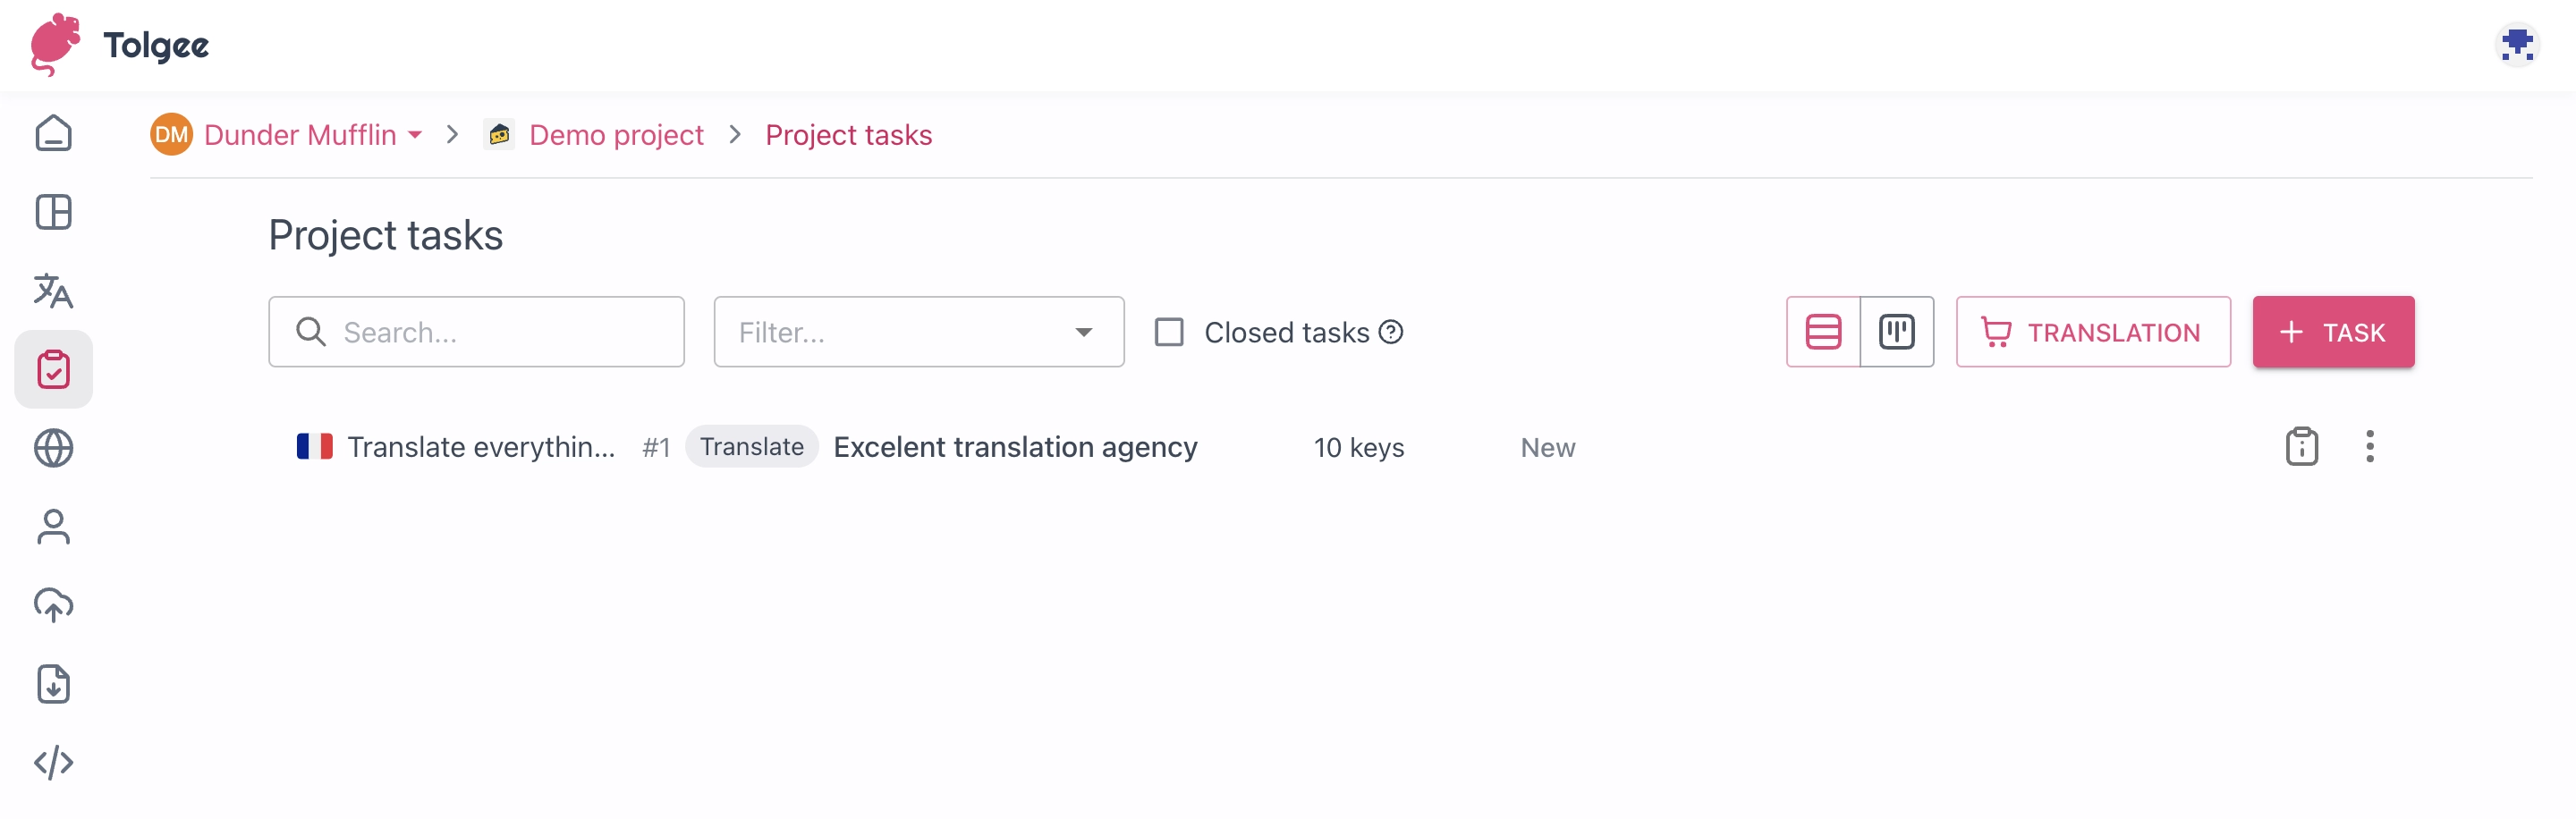 Tolgee
DM Dunder Mufflin > Demo project > Project tasks
Project tasks
Search... Filter... Closed tasks TRANSLATION + TASK
Translate everythin... #1 Translate Excelent translation agency 10 keys New